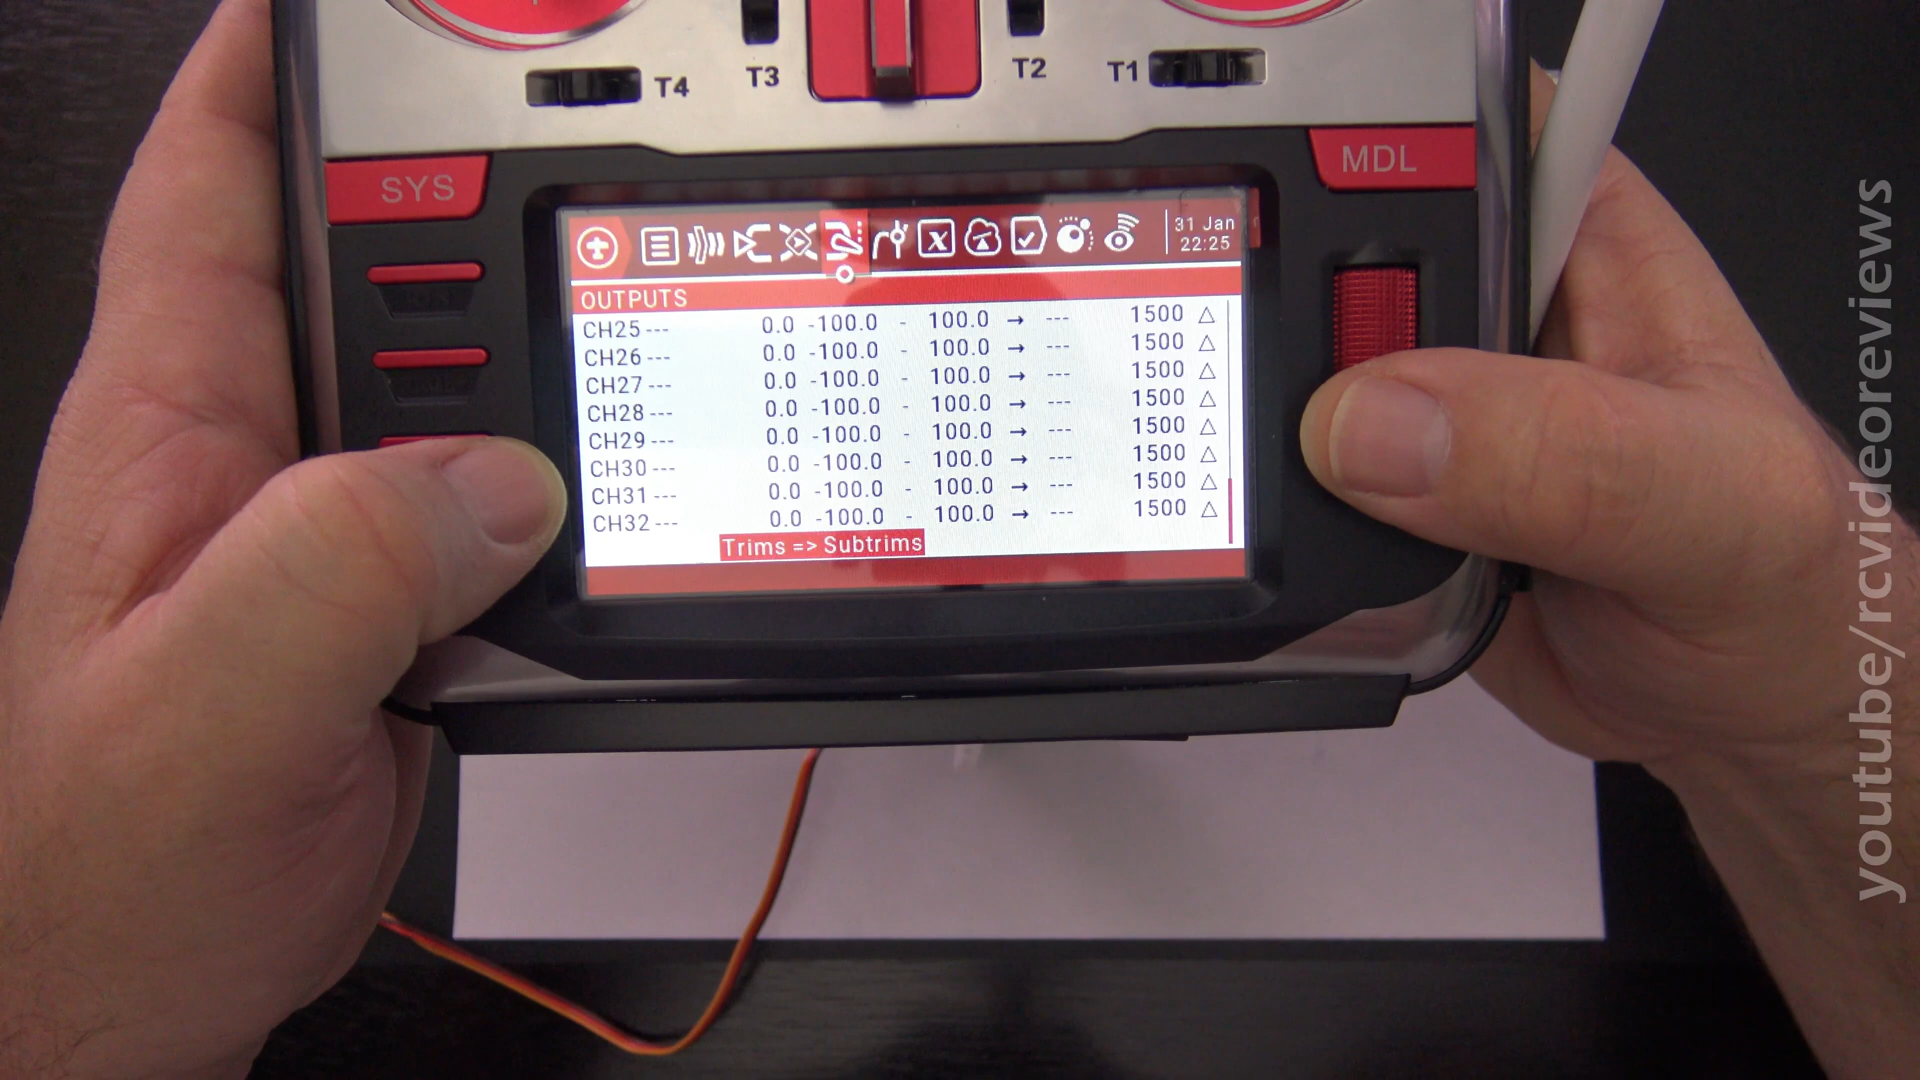 T4
T3
T2
T1
SYS
MDL
31 Jan
22:25
OUTPUTS
CH25 --- 0.0 -100.0 - 100.0 → --- 1500 △
CH26 --- 0.0 -100.0 - 100.0 → --- 1500 △
CH27 --- 0.0 -100.0 - 100.0 → --- 1500 △
CH28 --- 0.0 -100.0 - 100.0 → --- 1500 △
CH29 --- 0.0 -100.0 - 100.0 → --- 1500 △
CH30 --- 0.0 -100.0 - 100.0 → --- 1500 △
CH31 --- 0.0 -100.0 - 100.0 → --- 1500 △
CH32 --- 0.0 -100.0 - 100.0 → --- 1500 △
Trims => Subtrims
youtube/rcvideoreviews